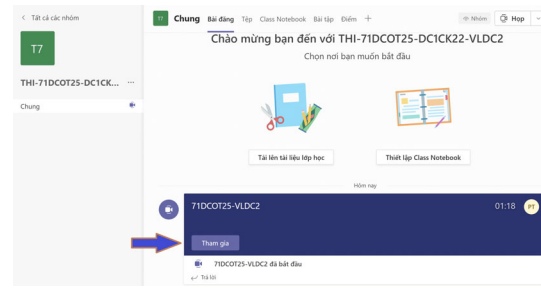 < Tất cả các nhóm
T7
THI-71DCOT25-DC1CK... ...
Chung
T7 Chung Bài đăng Tệp Class Notebook Bài tập Điểm +
Nhóm Họp
Chào mừng bạn đến với THI-71DCOT25-DC1CK22-VLDC2
Chọn nơi bạn muốn bắt đầu
Tải lên tài liệu lớp học Thiết lập Class Notebook
Hôm nay
71DCOT25-VLDC2 01:18 PT
Tham gia
71DCOT25-VLDC2 đã bắt đầu
Trả lời